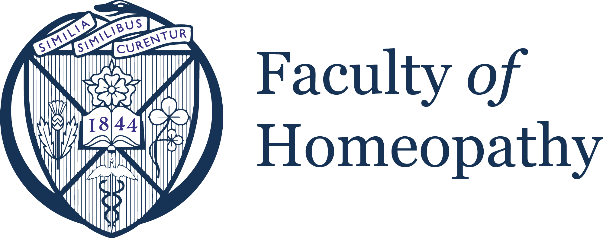 SIMILIA
SIMILIBUS
CURENTUR
1844
Faculty of
Homeopathy